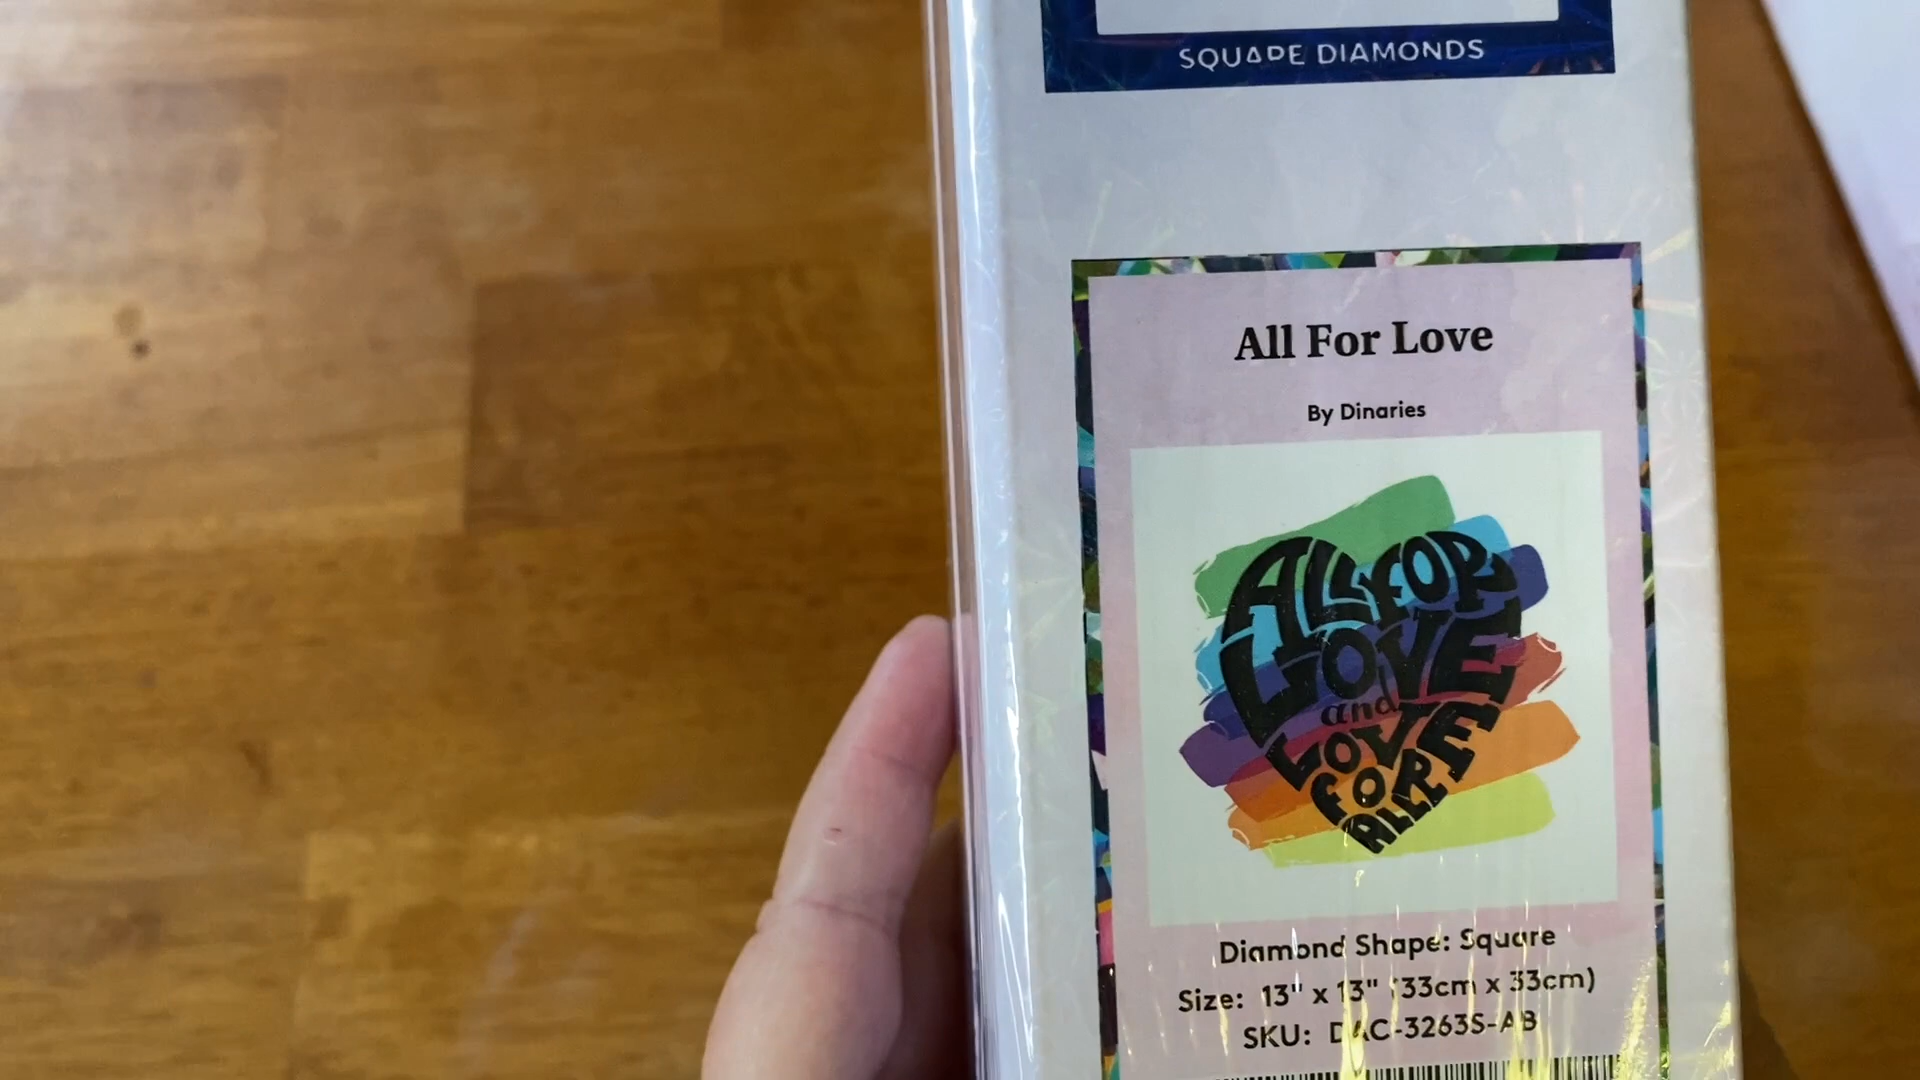 SQUARE DIAMONDS
All For Love
By Dinaries
ALL FOR
LOVE
and
LOVE
FOR
ALL
Diamond Shape: Square
Size: 13" x 13" (33cm x 33cm)
SKU: DAC-3263S-AB